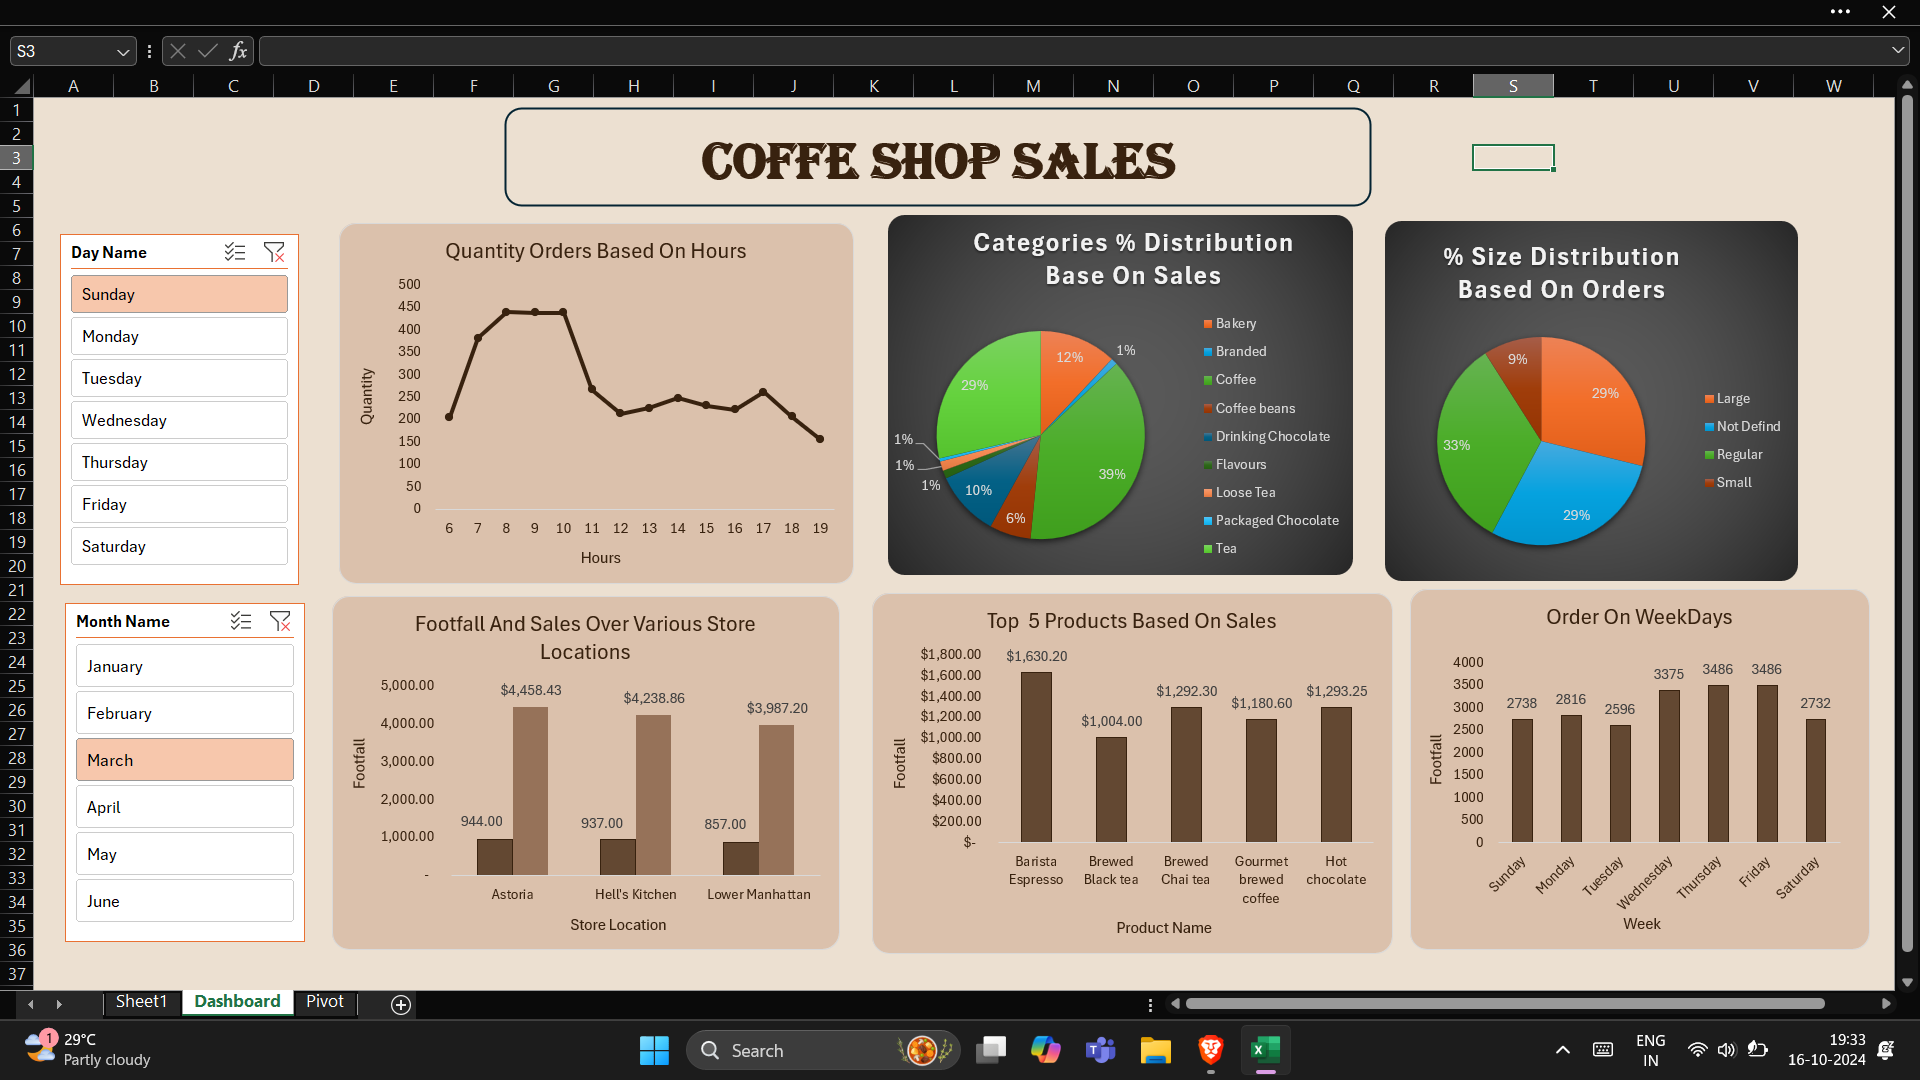 S3
fx
A B C D E F G H I J K L M N O P Q R S T U V W
1
2
3
4
5
6
7
8
9
10
11
12
13
14
15
16
17
18
19
20
21
22
23
24
25
26
27
28
29
30
31
32
33
34
35
36
37
COFFE SHOP SALES
Day Name
Sunday
Monday
Tuesday
Wednesday
Thursday
Friday
Saturday
Quantity Orders Based On Hours
Quantity
500
450
400
350
300
250
200
150
100
50
0
6 7 8 9 10 11 12 13 14 15 16 17 18 19
Hours
Categories % Distribution
Base On Sales
12%
1%
39%
6%
10%
1%
1%
1%
29%
Bakery
Branded
Coffee
Coffee beans
Drinking Chocolate
Flavours
Loose Tea
Packaged Chocolate
Tea
% Size Distribution
Based On Orders
29%
29%
33%
9%
Large
Not Defind
Regular
Small
Month Name
January
February
March
April
May
June
Footfall And Sales Over Various Store
Locations
Footfall
5,000.00
4,000.00
3,000.00
2,000.00
1,000.00
-
944.00 $4,458.43
937.00 $4,238.86
857.00 $3,987.20
Astoria Hell's Kitchen Lower Manhattan
Store Location
Top  5 Products Based On Sales
Footfall
$1,800.00
$1,600.00
$1,400.00
$1,200.00
$1,000.00
$800.00
$600.00
$400.00
$200.00
$-
$1,630.20
$1,004.00
$1,292.30
$1,180.60
$1,293.25
Barista
Espresso
Brewed
Black tea
Brewed
Chai tea
Gourmet
brewed
coffee
Hot
chocolate
Product Name
Order On WeekDays
Footfall
4000
3500
3000
2500
2000
1500
1000
500
0
2738
2816
2596
3375
3486
3486
2732
Sunday
Monday
Tuesday
Wednesday
Thursday
Friday
Saturday
Week
Sheet1 Dashboard Pivot
1
29°C
Partly cloudy
Search
ENG
IN
19:33
16-10-2024